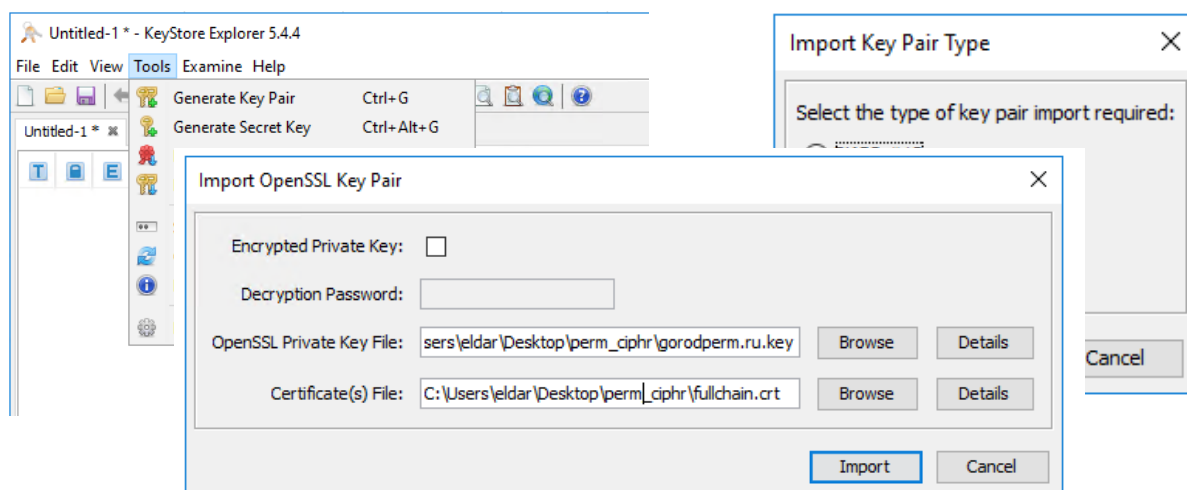 Untitled-1 * - KeyStore Explorer 5.4.4
File Edit View Tools Examine Help
Generate Key Pair Ctrl+G
Untitled-1 *
Generate Secret Key Ctrl+Alt+G
T E
Import Key Pair Type
Select the type of key pair import required:
Cancel
Import OpenSSL Key Pair
Encrypted Private Key:
Decryption Password:
OpenSSL Private Key File: sers\eldar\Desktop\perm_ciphr\gorodperm.ru.key Browse Details
Certificate(s) File: C:\Users\eldar\Desktop\perm_ciphr\fullchain.crt Browse Details
Import Cancel